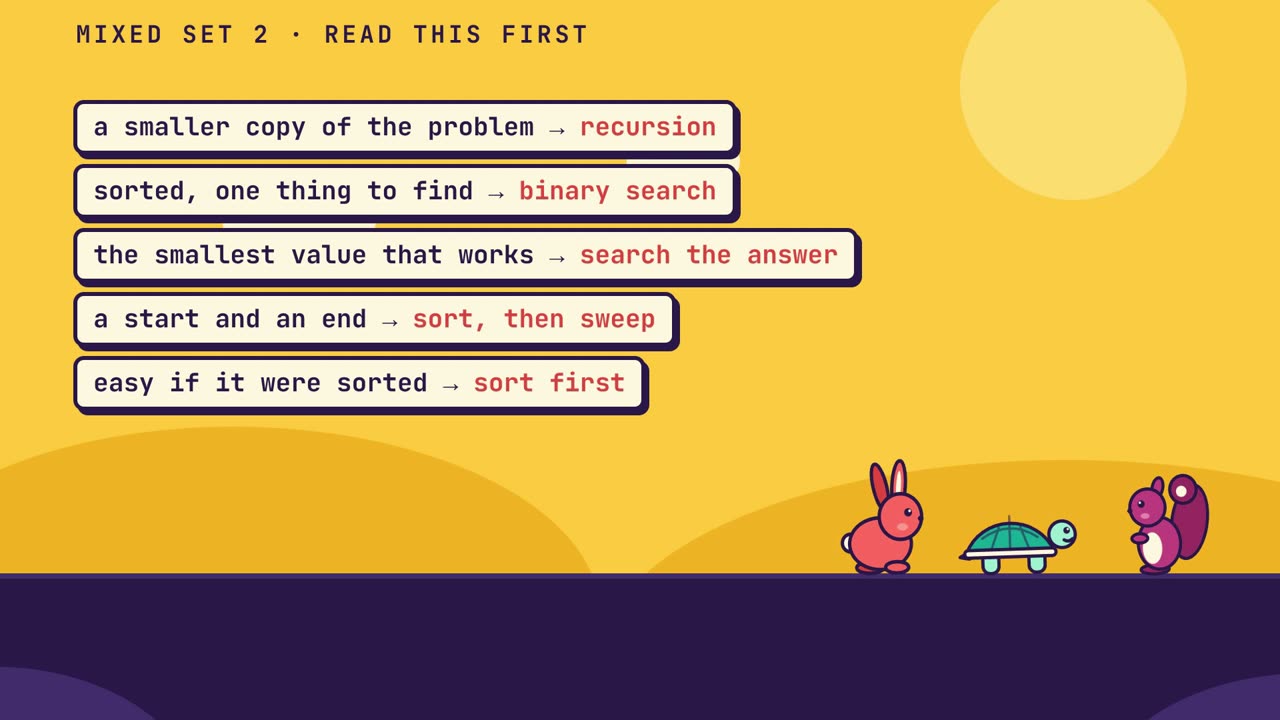 MIXED SET 2 · READ THIS FIRST
a smaller copy of the problem → recursion
sorted, one thing to find → binary search
the smallest value that works → search the answer
a start and an end → sort, then sweep
easy if it were sorted → sort first